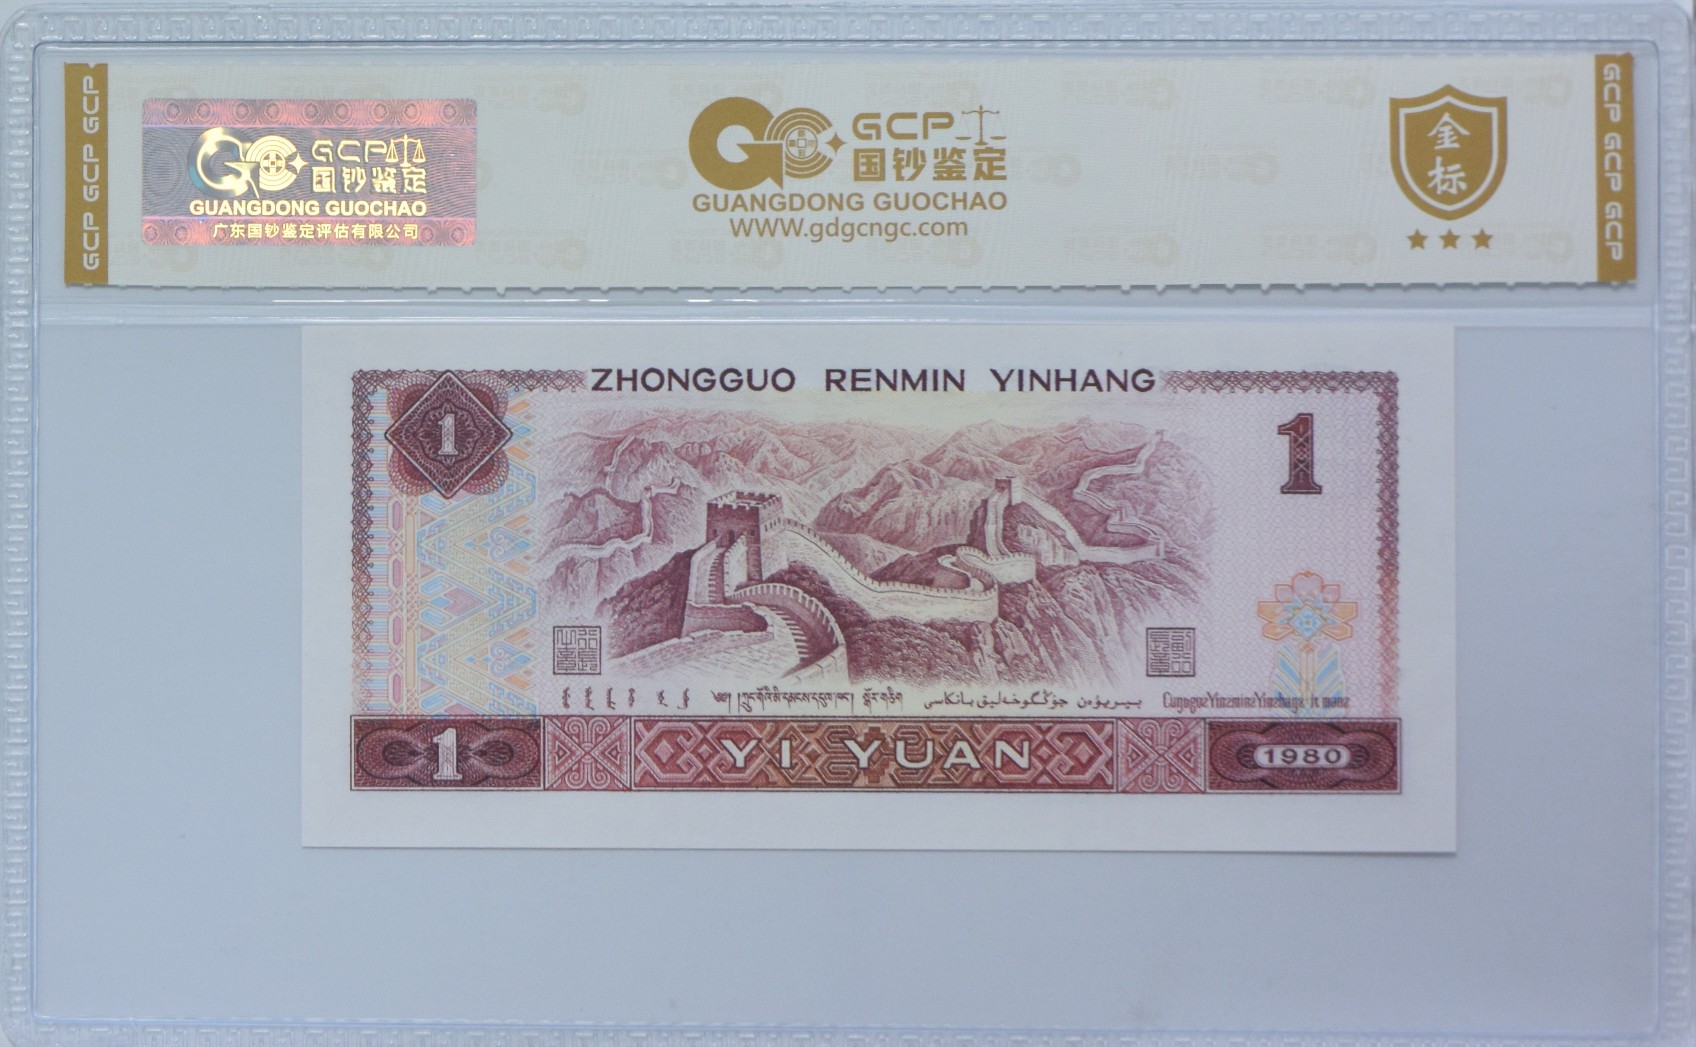 GCP GCP GCP
GCP
国钞鉴定
GUANGDONG GUOCHAO
广东国钞鉴定评估有限公司
GCP
国钞鉴定
GUANGDONG GUOCHAO
WWW.gdgcngc.com
金标
GCP GCP GCP
ZHONGGUO RENMIN YINHANG
1
1
1
YI YUAN
1980